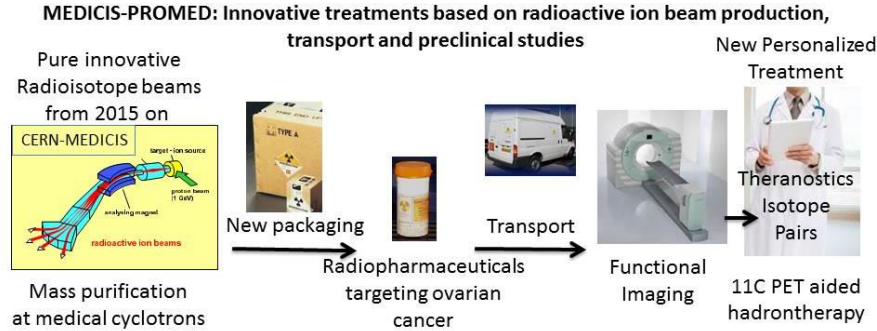 MEDICIS-PROMED: Innovative treatments based on radioactive ion beam production,
transport and preclinical studies
Pure innovative
Radioisotope beams
from 2015 on
CERN-MEDICIS
target - ion source
proton beam
(1 GeV)
analysing magnet
radioactive ion beams
Mass purification
at medical cyclotrons
TYPE A
New packaging
Radiopharmaceuticals
targeting ovarian
cancer
Transport
Functional
Imaging
New Personalized
Treatment
Theranostics
Isotope
Pairs
11C PET aided
hadrontherapy